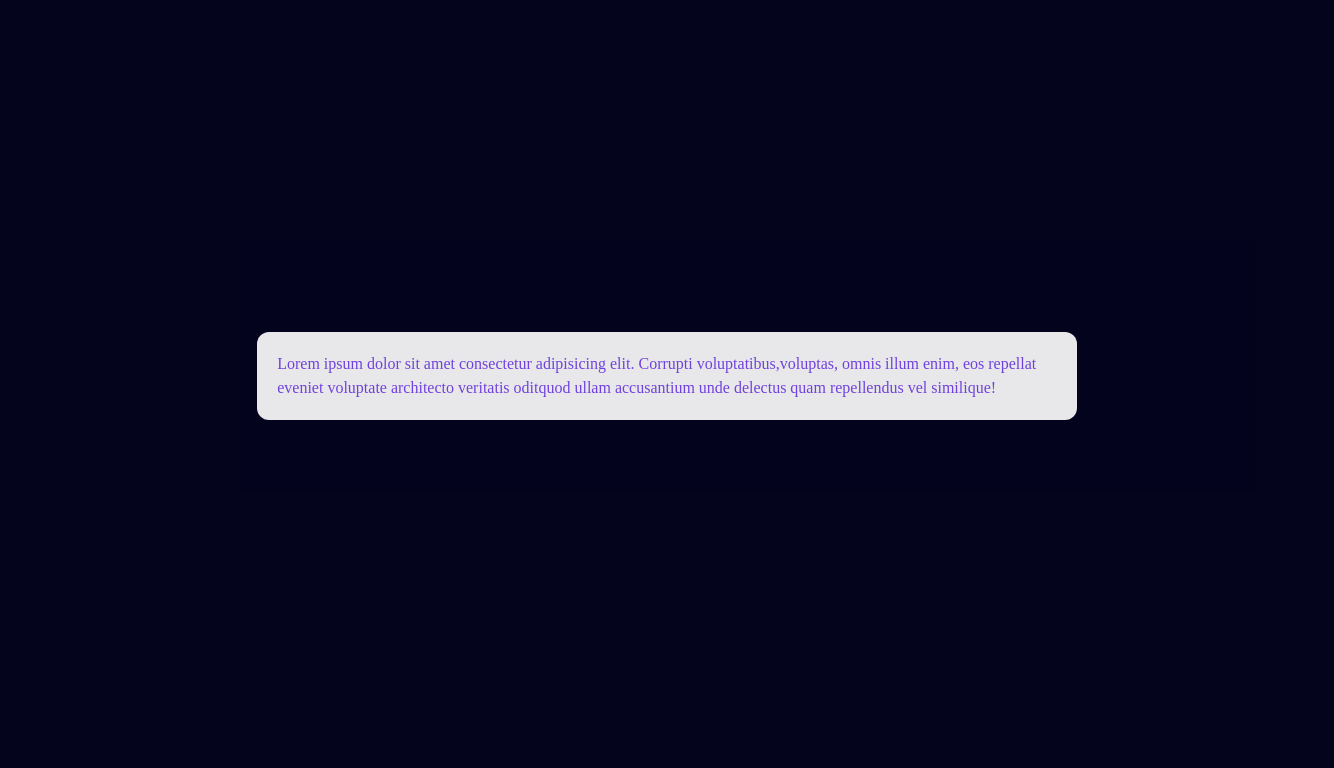 Lorem ipsum dolor sit amet consectetur adipisicing elit. Corrupti voluptatibus,voluptas, omnis illum enim, eos repellat
eveniet voluptate architecto veritatis oditquod ullam accusantium unde delectus quam repellendus vel similique!